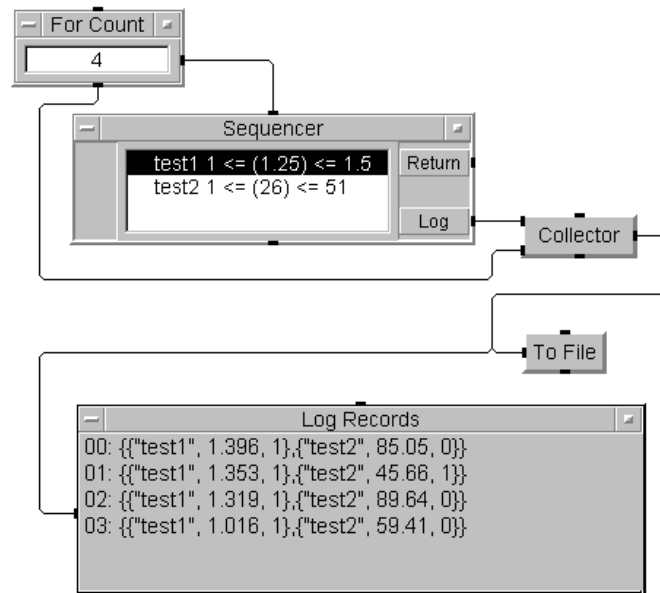 For Count
4
Sequencer
test1 1 <= (1.25) <= 1.5
test2 1 <= (26) <= 51
Return
Log
Collector
To File
Log Records
00: {{"test1", 1.396, 1},{"test2", 85.05, 0}}
01: {{"test1", 1.353, 1},{"test2", 45.66, 1}}
02: {{"test1", 1.319, 1},{"test2", 89.64, 0}}
03: {{"test1", 1.016, 1},{"test2", 59.41, 0}}